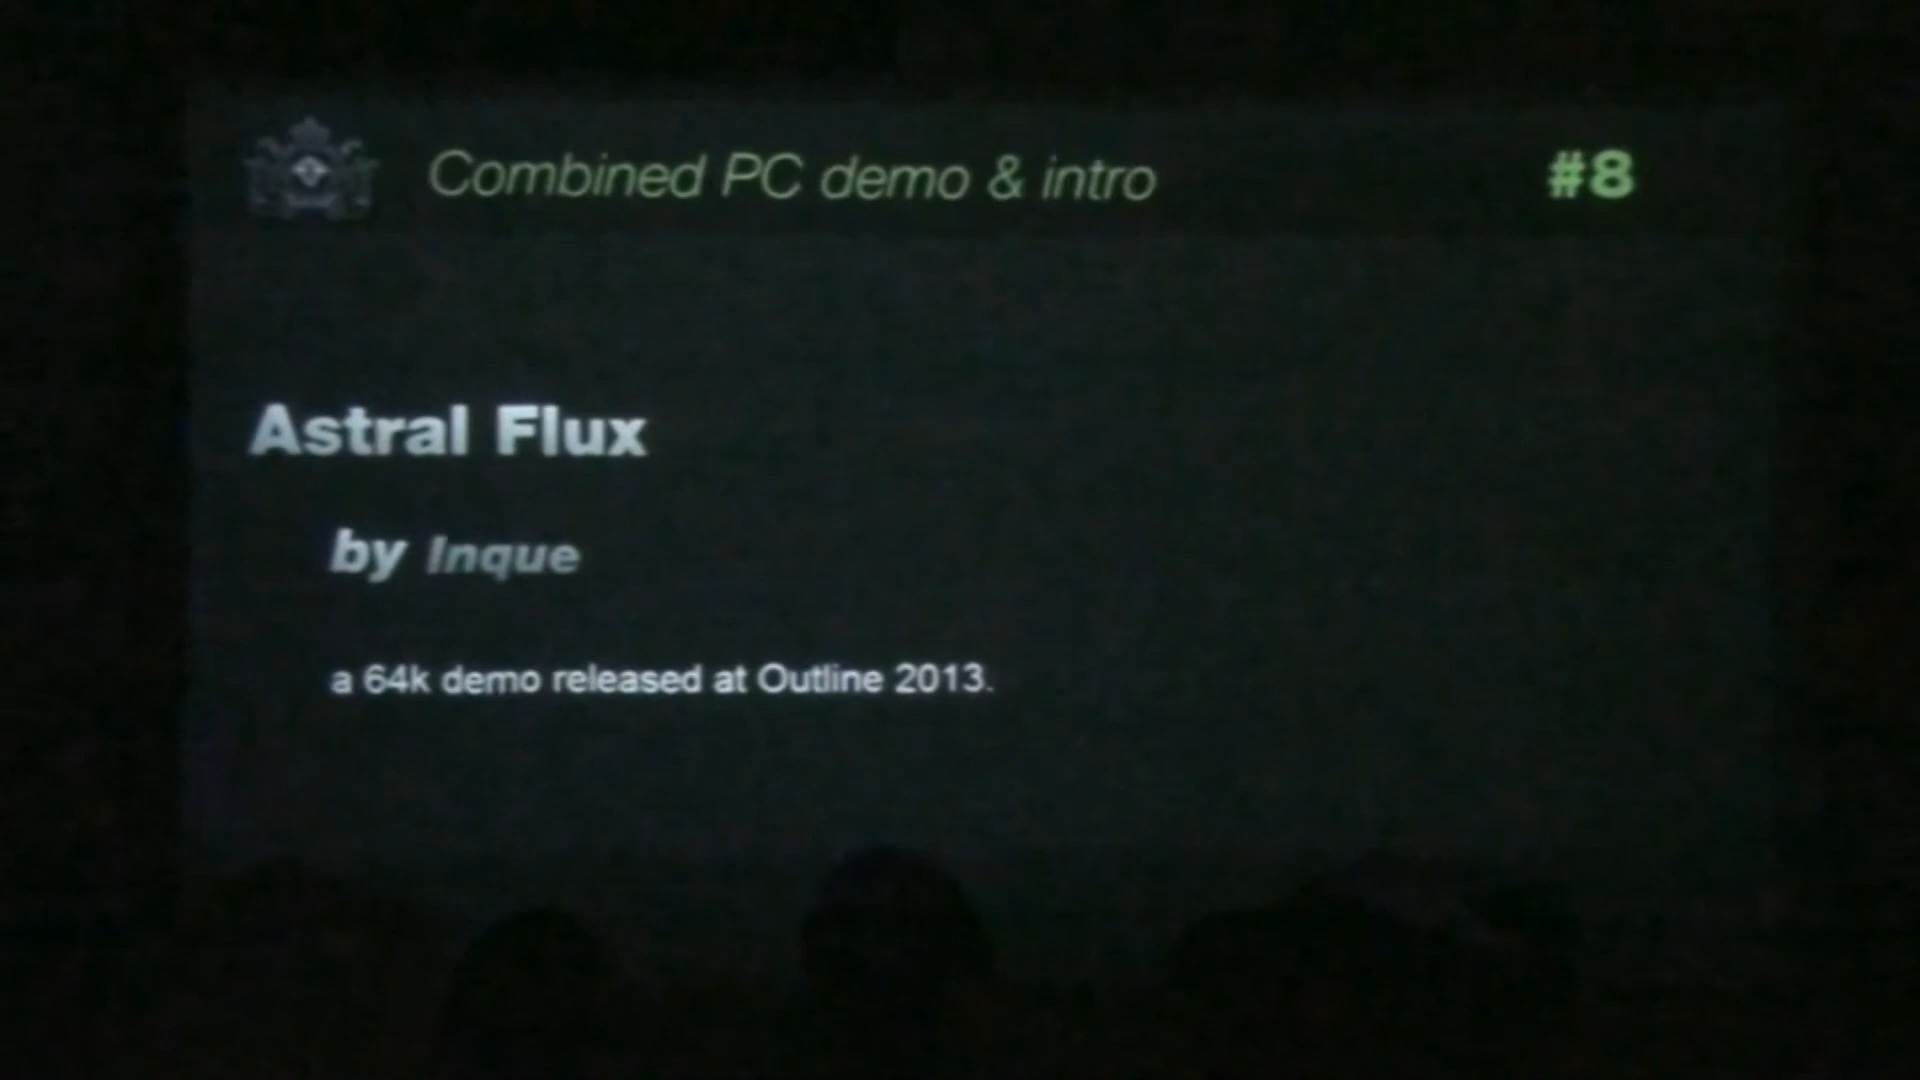 Combined PC demo & intro #8
Astral Flux
by Inque
a 64k demo released at Outline 2013.